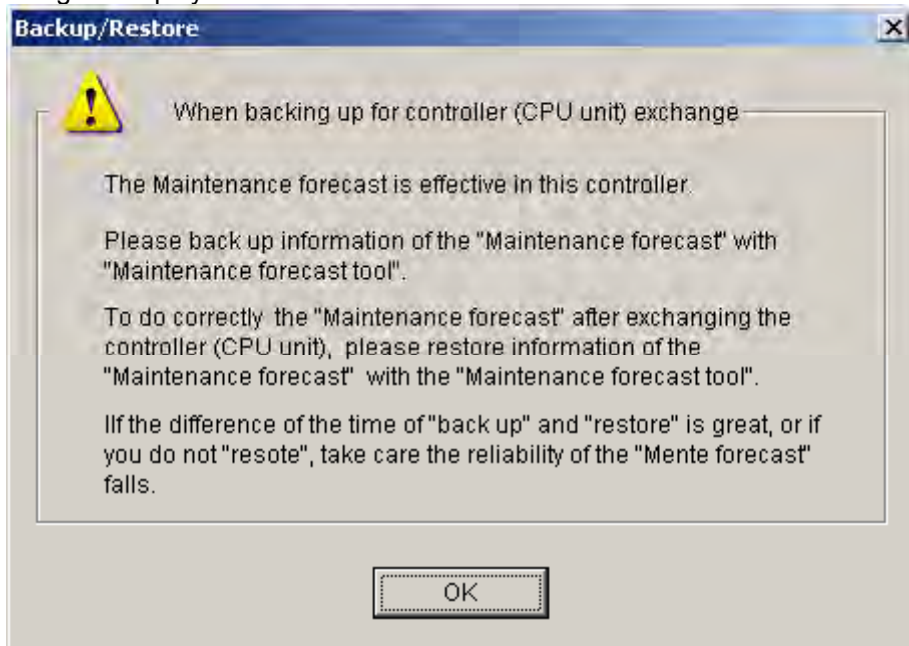 Backup/Restore
When backing up for controller (CPU unit) exchange
The Maintenance forecast is effective in this controller.
Please back up information of the "Maintenance forecast" with
"Maintenance forecast tool".
To do correctly the "Maintenance forecast" after exchanging the
controller (CPU unit), please restore information of the
"Maintenance forecast" with the "Maintenance forecast tool".
IIf the difference of the time of "back up" and "restore" is great, or if
you do not "resote", take care the reliability of the "Mente forecast"
falls.
OK